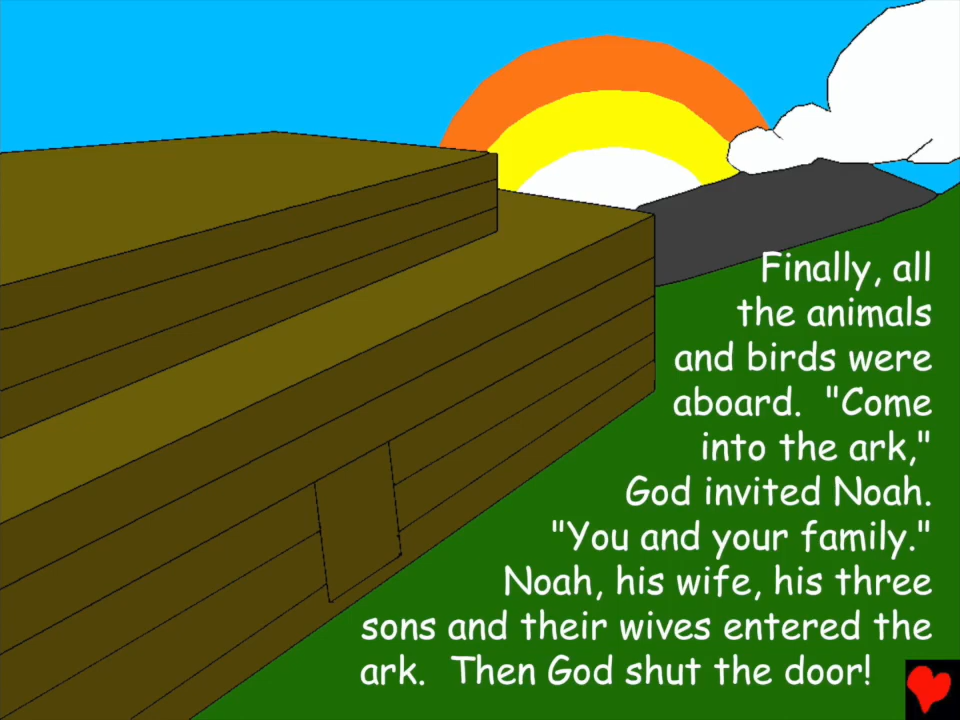 Finally, all
the animals
and birds were
aboard.  "Come
into the ark,"
God invited Noah.
"You and your family."
Noah, his wife, his three
sons and their wives entered the
ark.  Then God shut the door!